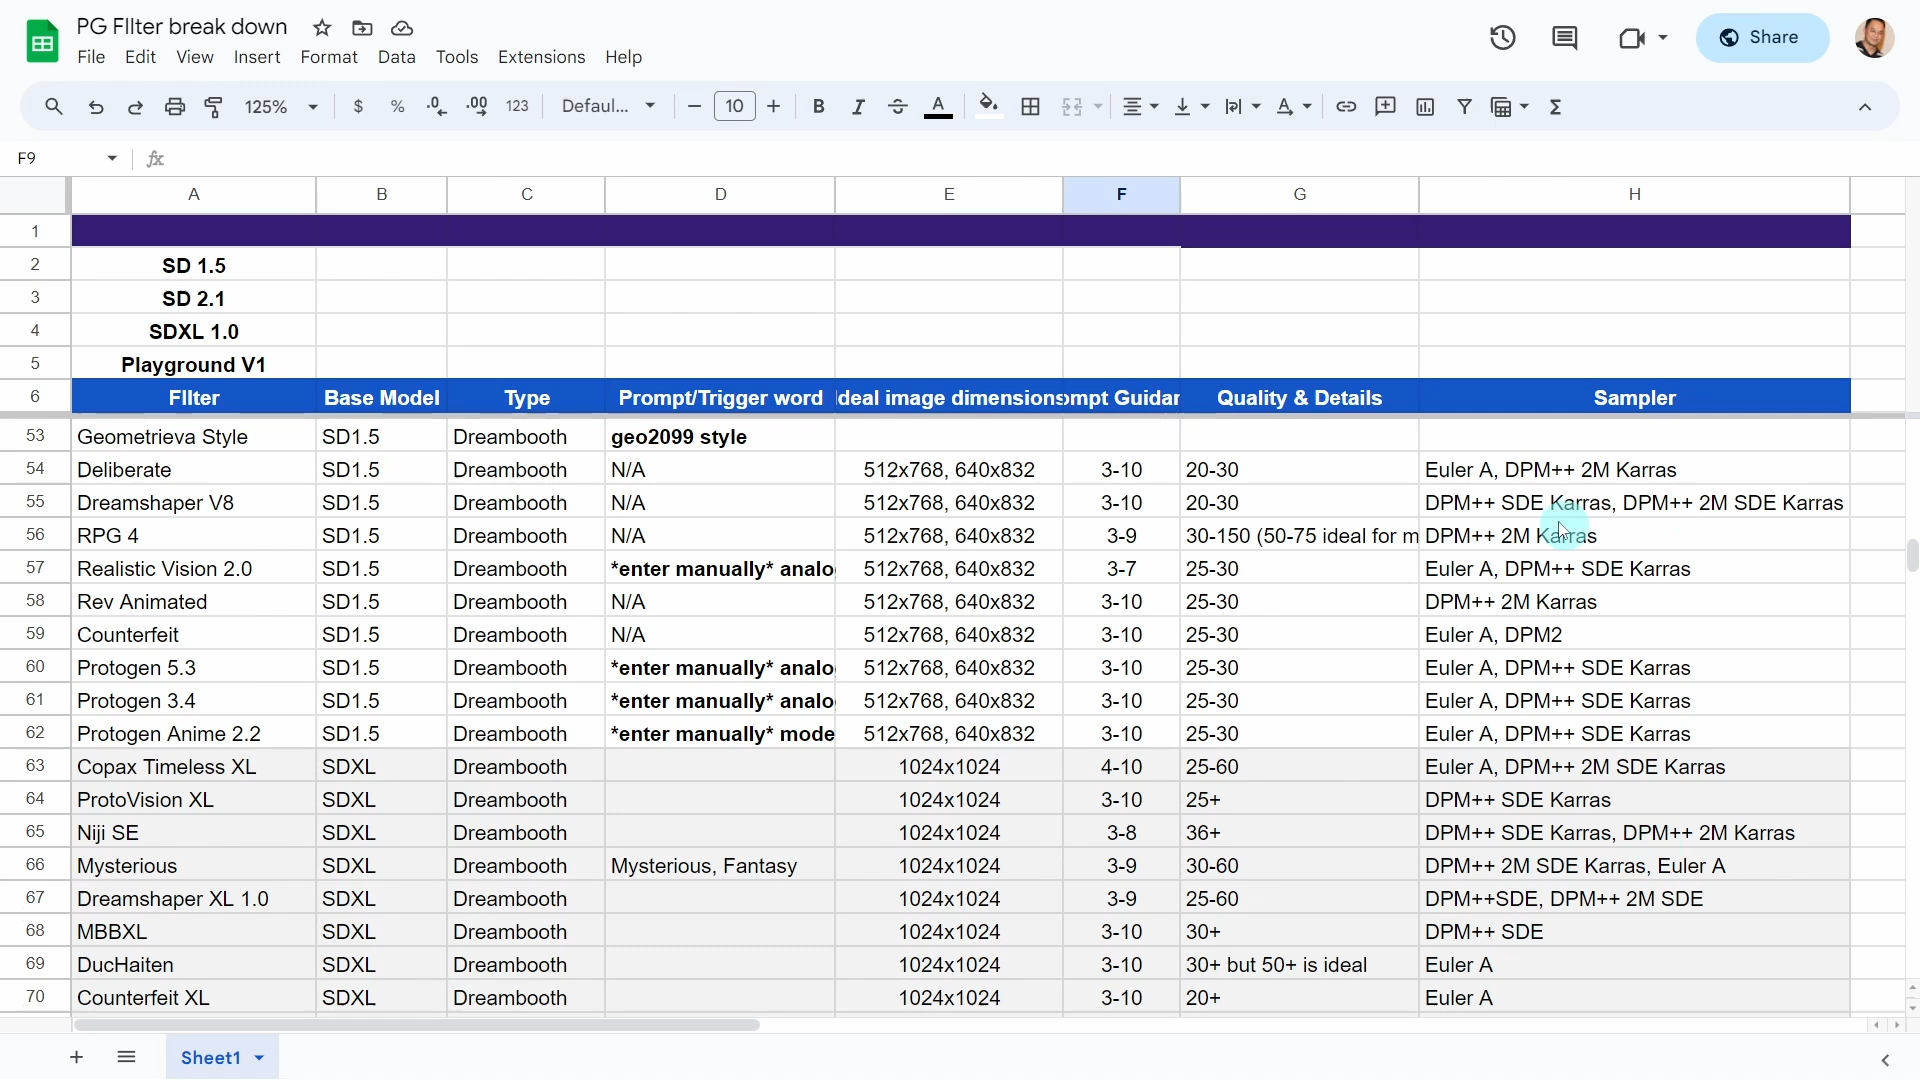 PG FIlter break down
File Edit View Insert Format Data Tools Extensions Help
Share
125% $ % .0 .00 123 Defaul... 10 B I A
F9 fx
A B C D E F G H
1
2 SD 1.5
3 SD 2.1
4 SDXL 1.0
5 Playground V1
6 FIlter Base Model Type Prompt/Trigger word deal image dimensions ompt Guidan Quality & Details Sampler
53 Geometrieva Style SD1.5 Dreambooth geo2099 style
54 Deliberate SD1.5 Dreambooth N/A 512x768, 640x832 3-10 20-30 Euler A, DPM++ 2M Karras
55 Dreamshaper V8 SD1.5 Dreambooth N/A 512x768, 640x832 3-10 20-30 DPM++ SDE Karras, DPM++ 2M SDE Karras
56 RPG 4 SD1.5 Dreambooth N/A 512x768, 640x832 3-9 30-150 (50-75 ideal for m DPM++ 2M Karras
57 Realistic Vision 2.0 SD1.5 Dreambooth *enter manually* analo 512x768, 640x832 3-7 25-30 Euler A, DPM++ SDE Karras
58 Rev Animated SD1.5 Dreambooth N/A 512x768, 640x832 3-10 25-30 DPM++ 2M Karras
59 Counterfeit SD1.5 Dreambooth N/A 512x768, 640x832 3-10 25-30 Euler A, DPM2
60 Protogen 5.3 SD1.5 Dreambooth *enter manually* analo 512x768, 640x832 3-10 25-30 Euler A, DPM++ SDE Karras
61 Protogen 3.4 SD1.5 Dreambooth *enter manually* analo 512x768, 640x832 3-10 25-30 Euler A, DPM++ SDE Karras
62 Protogen Anime 2.2 SD1.5 Dreambooth *enter manually* mode 512x768, 640x832 3-10 25-30 Euler A, DPM++ SDE Karras
63 Copax Timeless XL SDXL Dreambooth 1024x1024 4-10 25-60 Euler A, DPM++ 2M SDE Karras
64 ProtoVision XL SDXL Dreambooth 1024x1024 3-10 25+ DPM++ SDE Karras
65 Niji SE SDXL Dreambooth 1024x1024 3-8 36+ DPM++ SDE Karras, DPM++ 2M Karras
66 Mysterious SDXL Dreambooth Mysterious, Fantasy 1024x1024 3-9 30-60 DPM++ 2M SDE Karras, Euler A
67 Dreamshaper XL 1.0 SDXL Dreambooth 1024x1024 3-9 25-60 DPM++SDE, DPM++ 2M SDE
68 MBBXL SDXL Dreambooth 1024x1024 3-10 30+ DPM++ SDE
69 DucHaiten SDXL Dreambooth 1024x1024 3-10 30+ but 50+ is ideal Euler A
70 Counterfeit XL SDXL Dreambooth 1024x1024 3-10 20+ Euler A
Sheet1